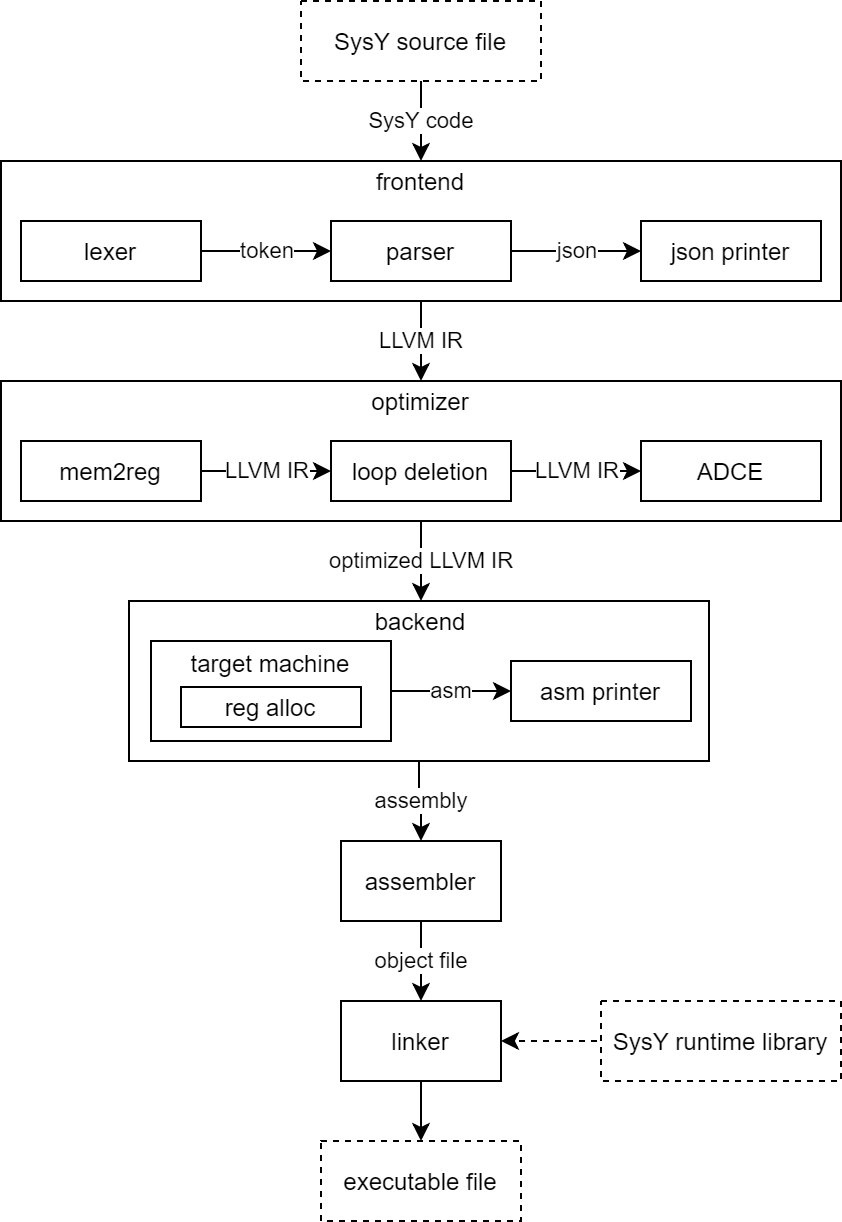 SysY source file
SysY code
frontend
lexer
token
parser
json
json printer
LLVM IR
optimizer
mem2reg
LLVM IR
loop deletion
LLVM IR
ADCE
optimized LLVM IR
backend
target machine
reg alloc
asm
asm printer
assembly
assembler
object file
linker
SysY runtime library
executable file